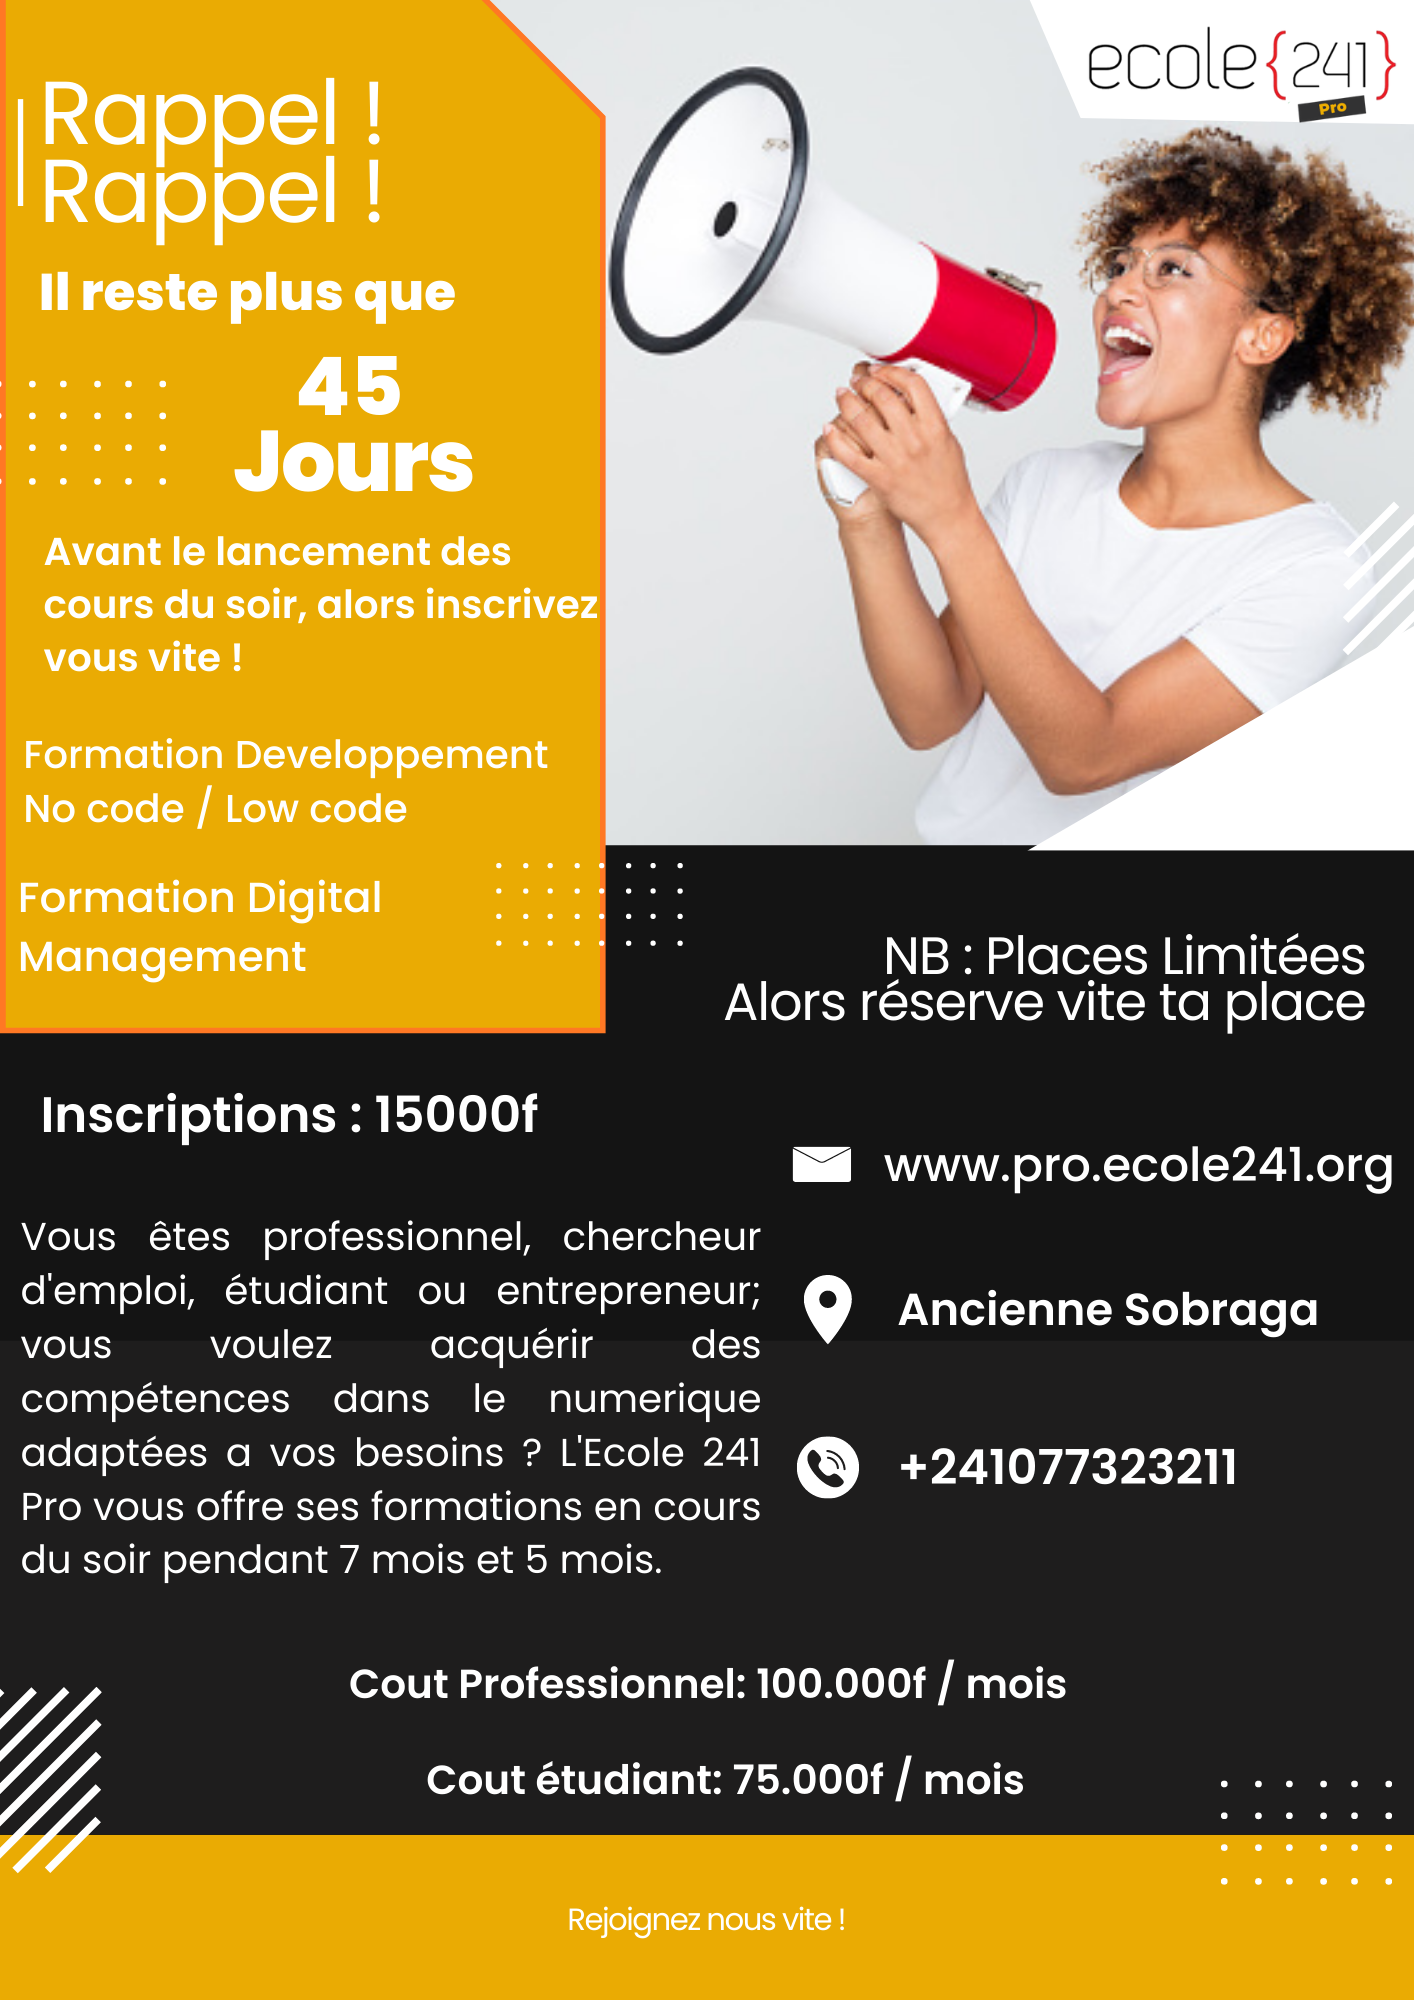 ecole{241}
Pro
Rappel !
Rappel !
Il reste plus que
45
Jours
Avant le lancement des
cours du soir, alors inscrivez
vous vite !
Formation Developpement
No code / Low code
Formation Digital
Management
NB : Places Limitées
Alors réserve vite ta place
Inscriptions : 15000f
Vous êtes professionnel, chercheur
d'emploi, étudiant ou entrepreneur;
vous voulez acquérir des
compétences dans le numerique
adaptées a vos besoins ? L'Ecole 241
Pro vous offre ses formations en cours
du soir pendant 7 mois et 5 mois.
www.pro.ecole241.org
Ancienne Sobraga
+241077323211
Cout Professionnel: 100.000f / mois
Cout étudiant: 75.000f / mois
Rejoignez nous vite !